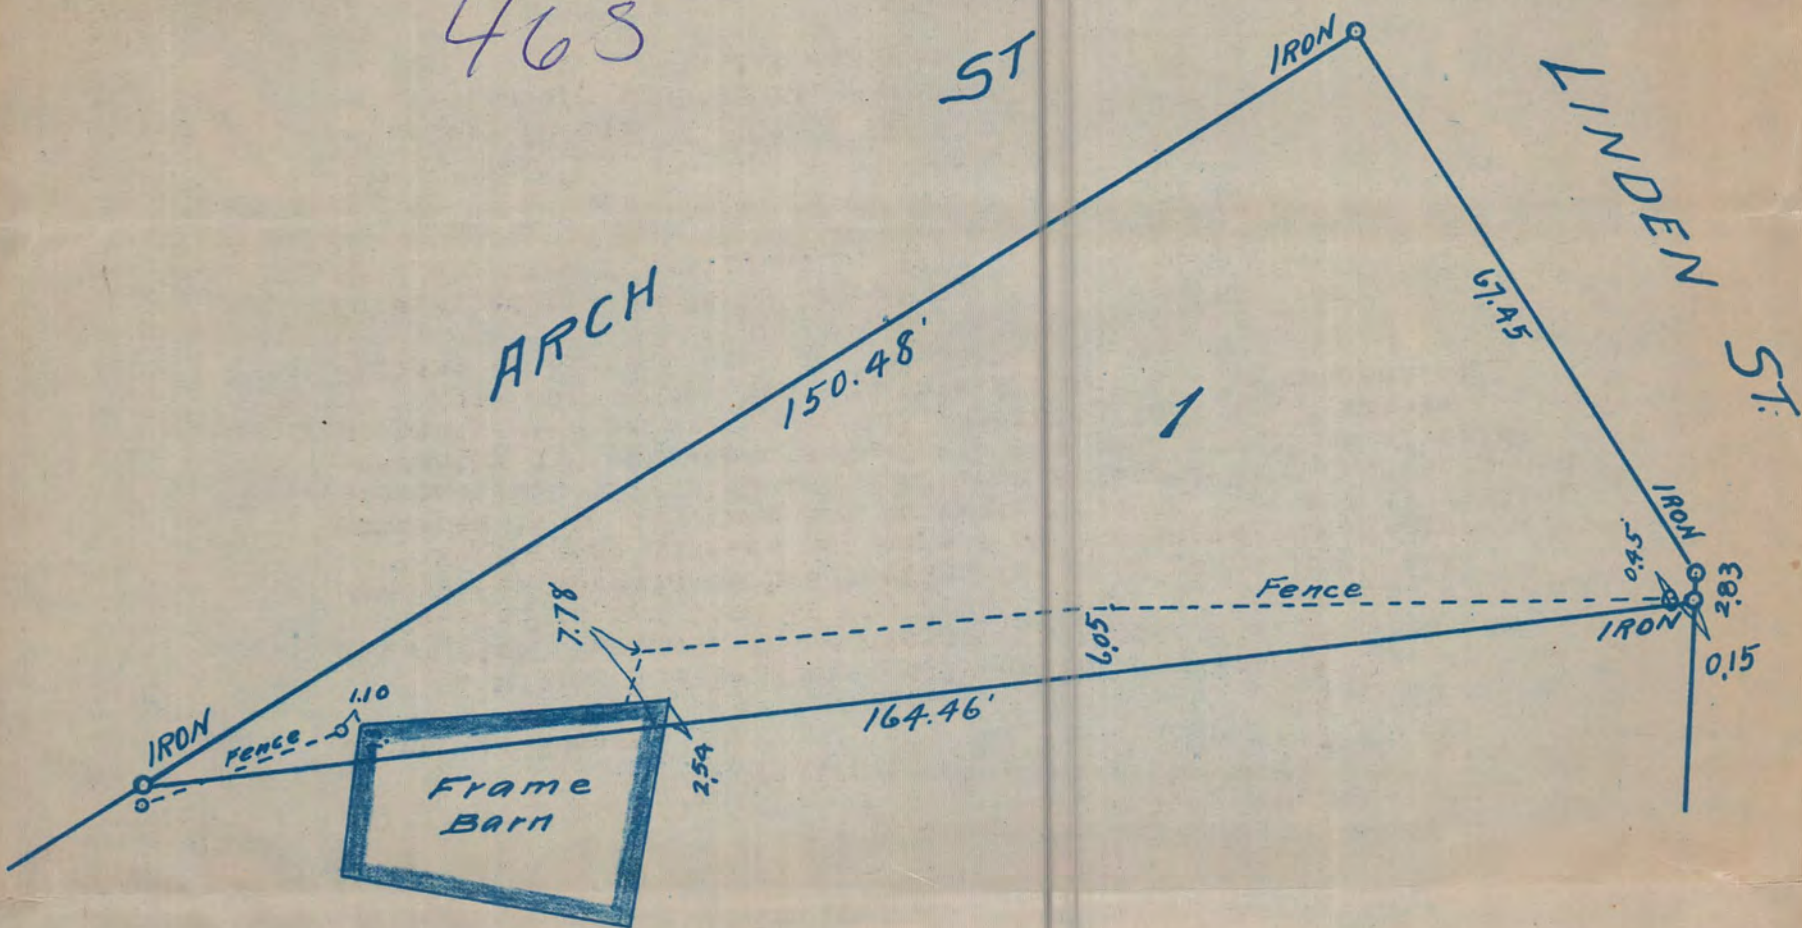 463
ARCH ST
LINDEN ST.
IRON
150.48'
67.45
1
IRON
0.45
2.83
Fence
IRON
0.15
7.78
6.05
164.46'
1.10
IRON
Fence
2.54
Frame
Barn